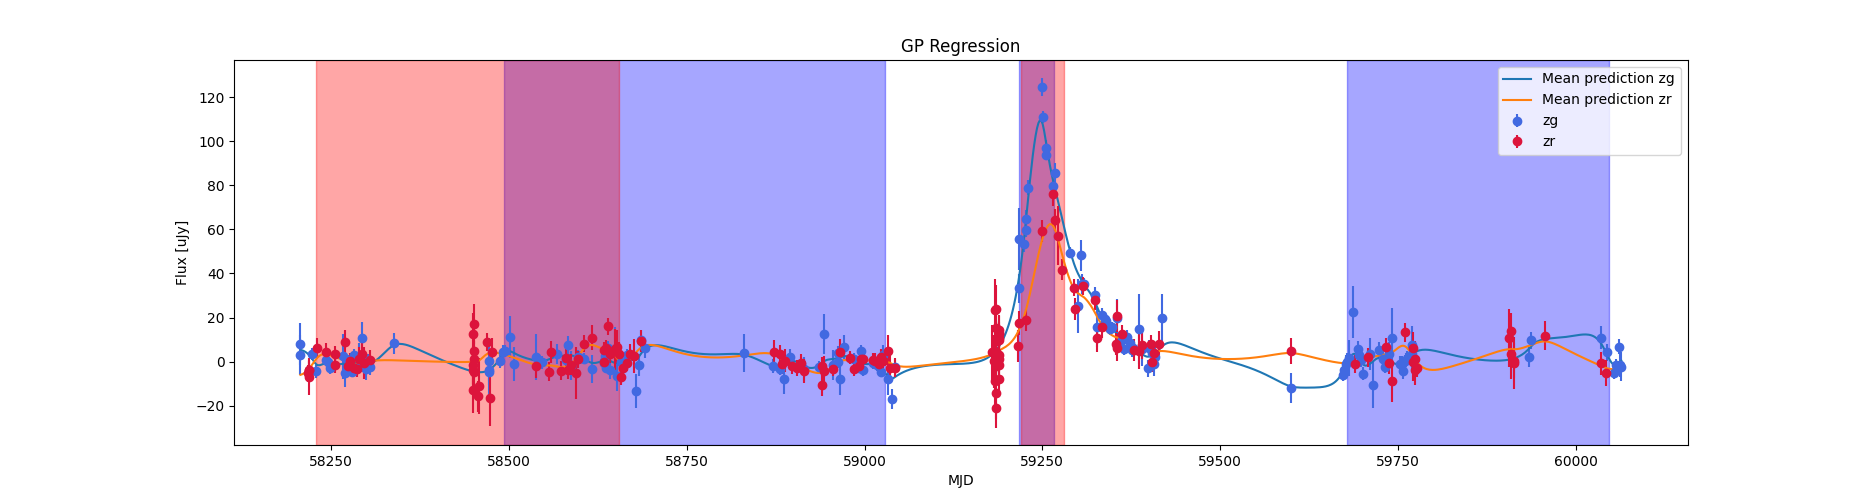 GP Regression
Flux [uJy]
120
100
80
60
40
20
0
−20
Mean prediction zg
Mean prediction zr
zg
zr
58250 58500 58750 59000 59250 59500 59750 60000
MJD